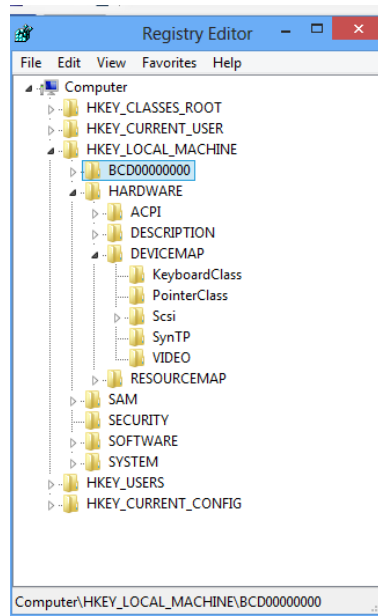 Registry Editor
File Edit View Favorites Help
Computer
HKEY_CLASSES_ROOT
HKEY_CURRENT_USER
HKEY_LOCAL_MACHINE
BCD00000000
HARDWARE
ACPI
DESCRIPTION
DEVICEMAP
KeyboardClass
PointerClass
Scsi
SynTP
VIDEO
RESOURCEMAP
SAM
SECURITY
SOFTWARE
SYSTEM
HKEY_USERS
HKEY_CURRENT_CONFIG
Computer\HKEY_LOCAL_MACHINE\BCD00000000